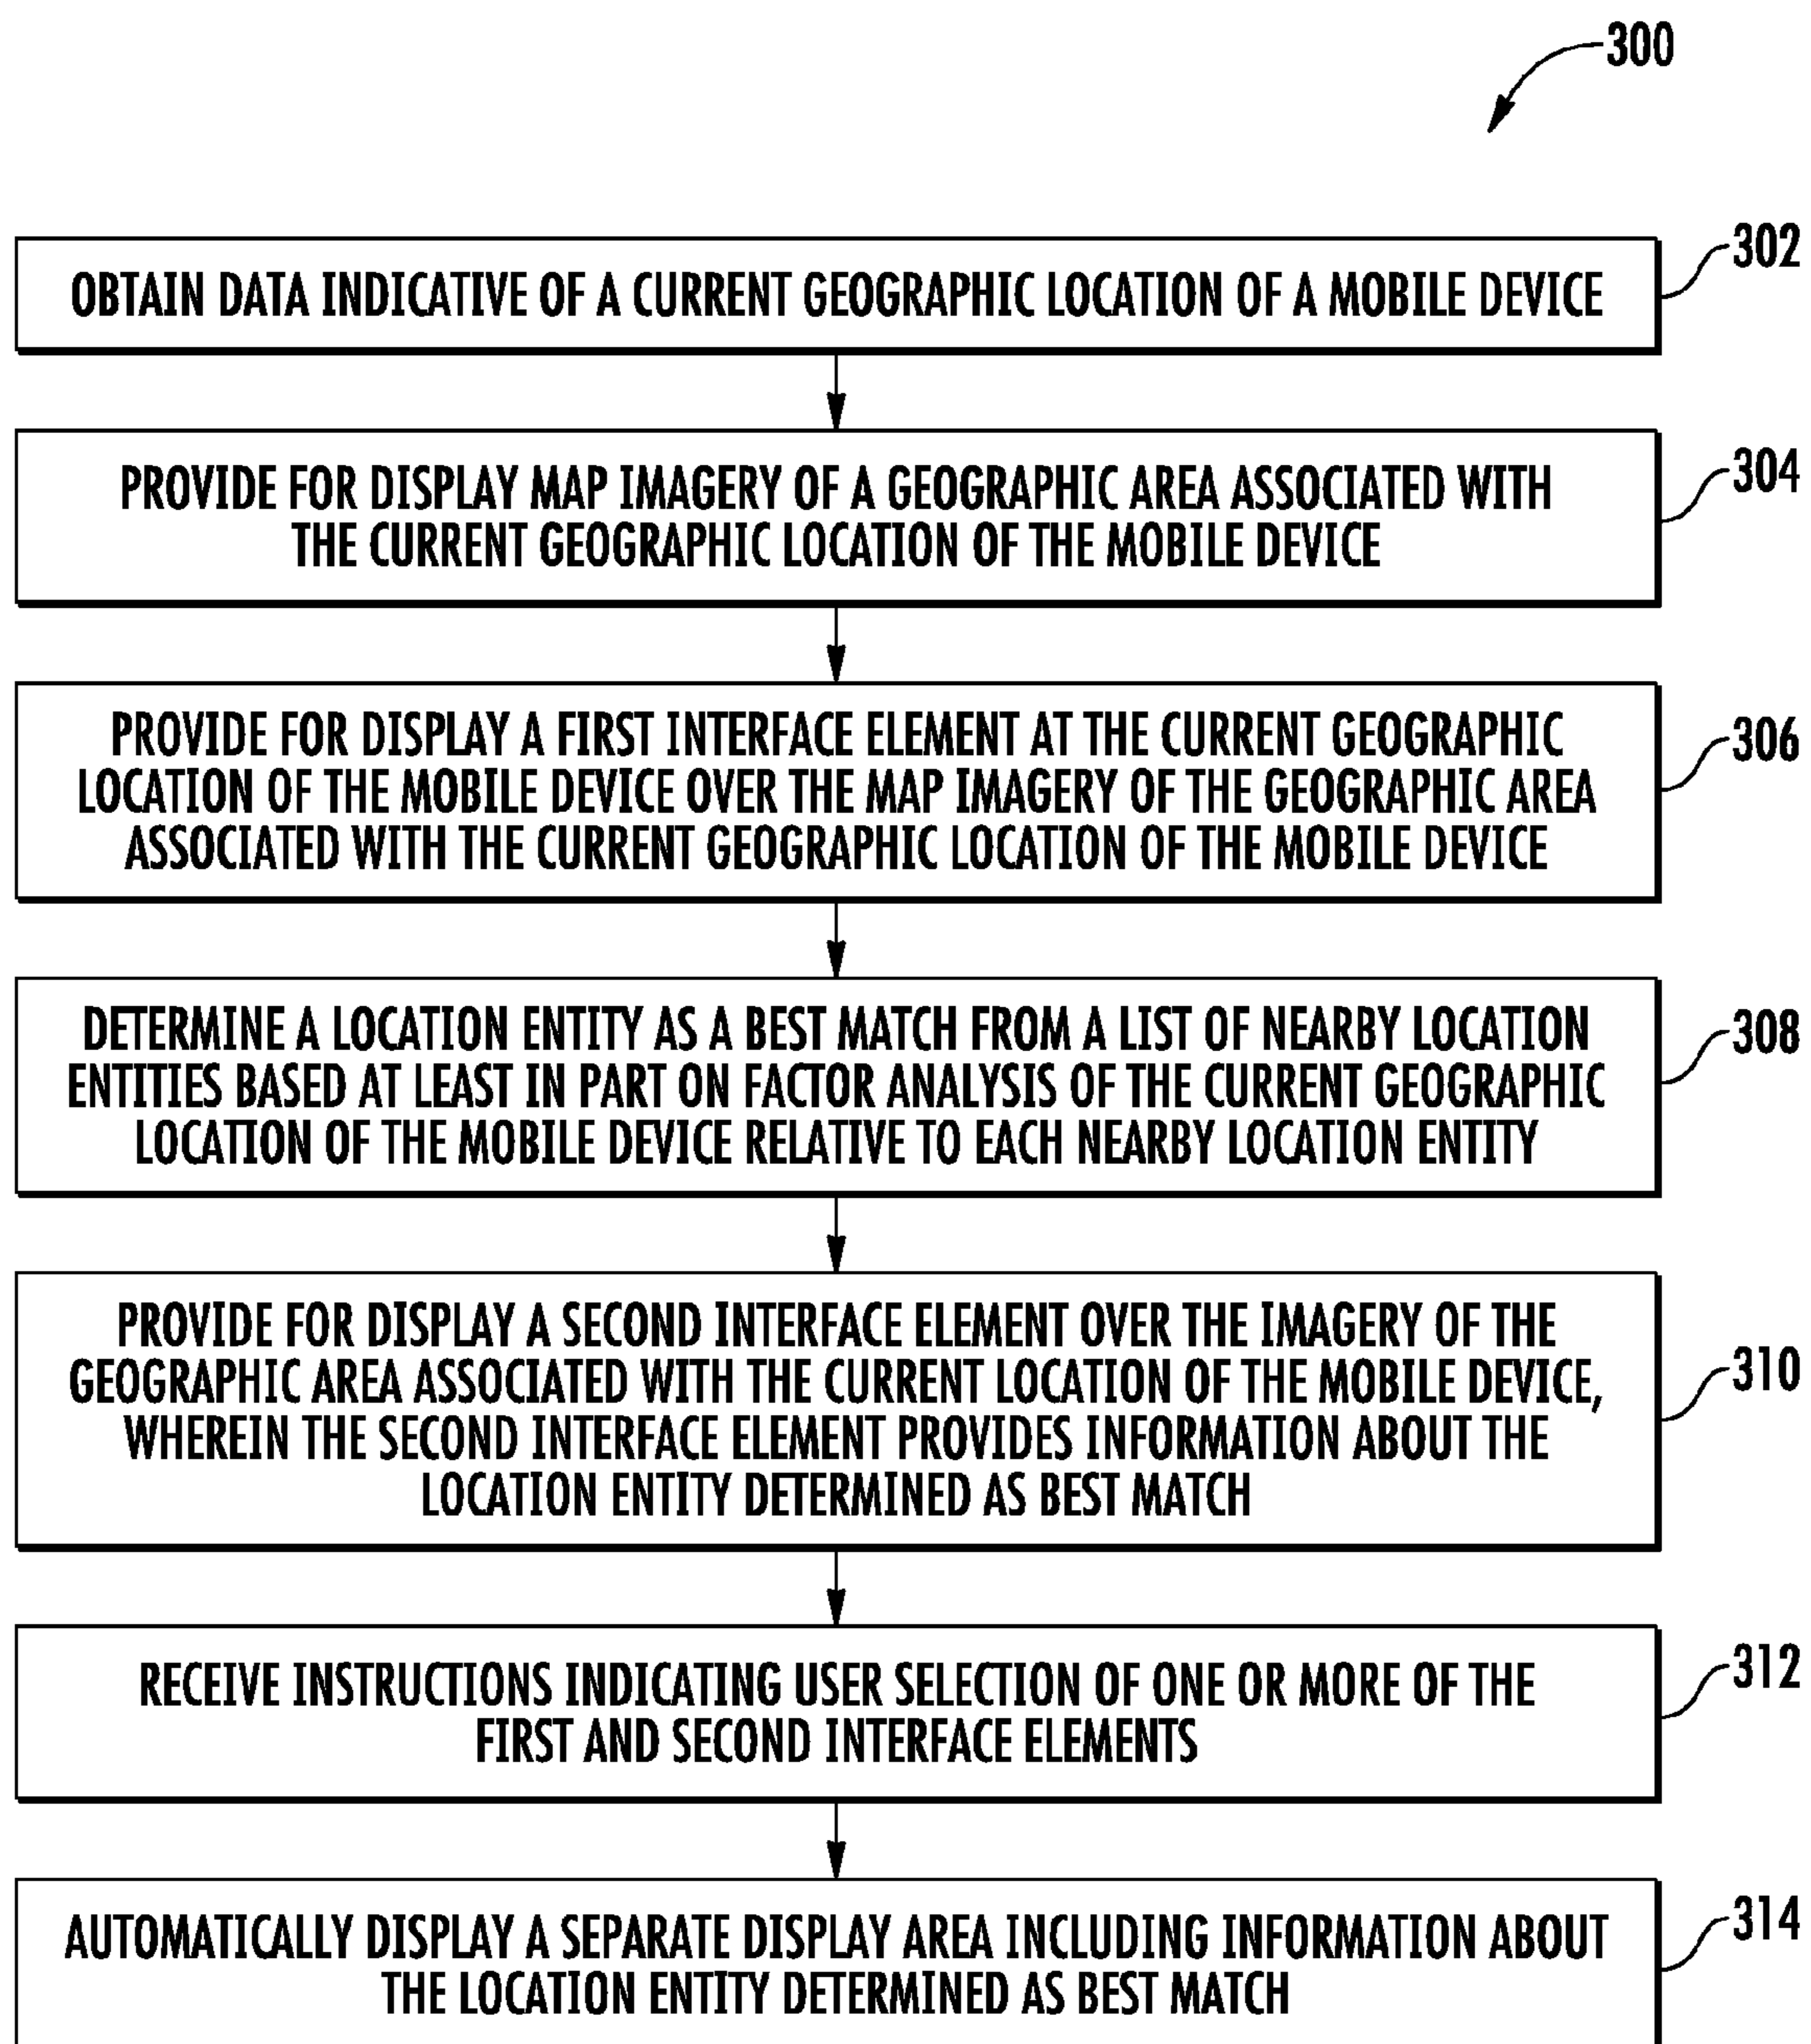 300
302
OBTAIN DATA INDICATIVE OF A CURRENT GEOGRAPHIC LOCATION OF A MOBILE DEVICE
304
PROVIDE FOR DISPLAY MAP IMAGERY OF A GEOGRAPHIC AREA ASSOCIATED WITH
THE CURRENT GEOGRAPHIC LOCATION OF THE MOBILE DEVICE
306
PROVIDE FOR DISPLAY A FIRST INTERFACE ELEMENT AT THE CURRENT GEOGRAPHIC
LOCATION OF THE MOBILE DEVICE OVER THE MAP IMAGERY OF THE GEOGRAPHIC AREA
ASSOCIATED WITH THE CURRENT GEOGRAPHIC LOCATION OF THE MOBILE DEVICE
308
DETERMINE A LOCATION ENTITY AS A BEST MATCH FROM A LIST OF NEARBY LOCATION
ENTITIES BASED AT LEAST IN PART ON FACTOR ANALYSIS OF THE CURRENT GEOGRAPHIC
LOCATION OF THE MOBILE DEVICE RELATIVE TO EACH NEARBY LOCATION ENTITY
310
PROVIDE FOR DISPLAY A SECOND INTERFACE ELEMENT OVER THE IMAGERY OF THE
GEOGRAPHIC AREA ASSOCIATED WITH THE CURRENT LOCATION OF THE MOBILE DEVICE,
WHEREIN THE SECOND INTERFACE ELEMENT PROVIDES INFORMATION ABOUT THE
LOCATION ENTITY DETERMINED AS BEST MATCH
312
RECEIVE INSTRUCTIONS INDICATING USER SELECTION OF ONE OR MORE OF THE
FIRST AND SECOND INTERFACE ELEMENTS
314
AUTOMATICALLY DISPLAY A SEPARATE DISPLAY AREA INCLUDING INFORMATION ABOUT
THE LOCATION ENTITY DETERMINED AS BEST MATCH